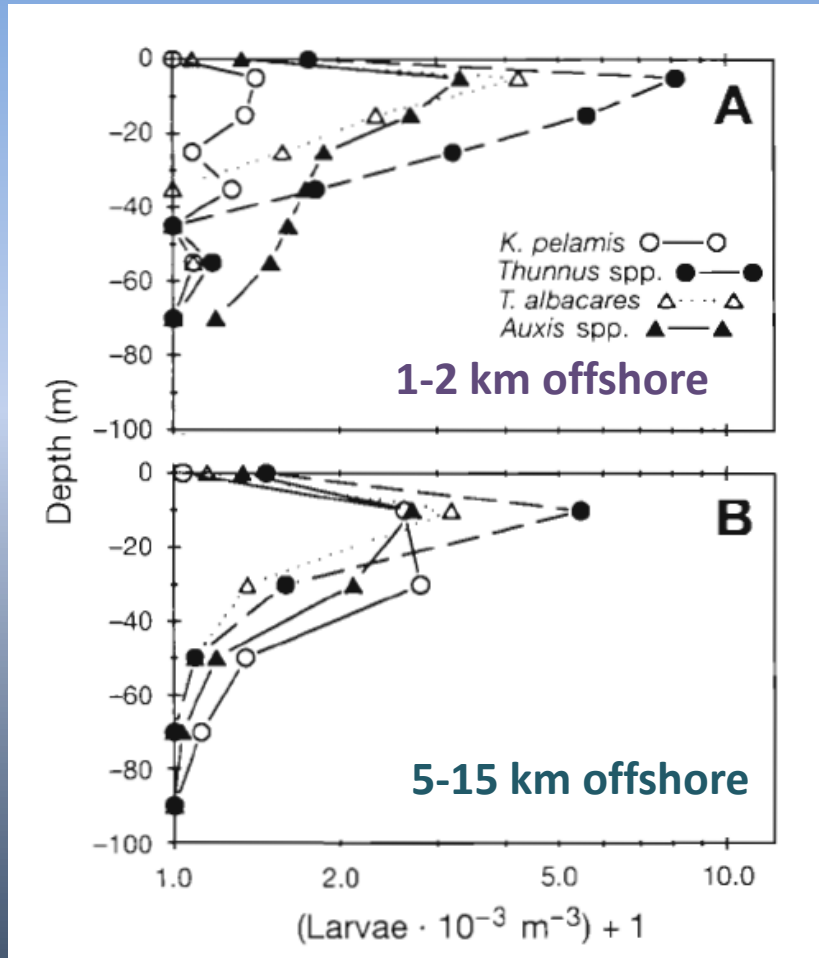 A
0
−20
−40
−60
−80
−100
K. pelamis
Thunnus spp.
T. albacares
Auxis spp.
1-2 km offshore
Depth (m)
B
0
−20
−40
−60
−80
−100
5-15 km offshore
1.0 2.0 5.0 10.0
(Larvae · 10⁻³ m⁻³) + 1